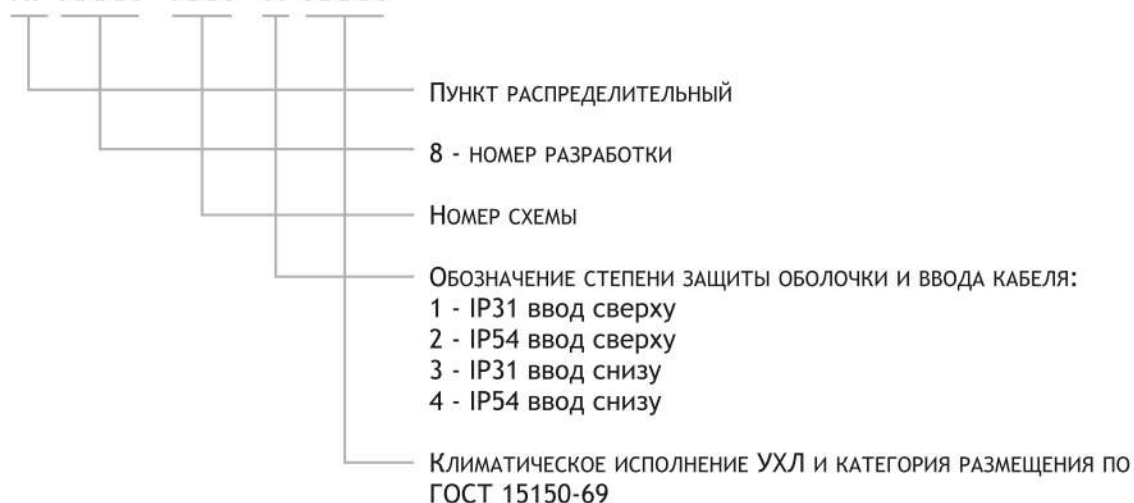 Пункт распределительный
8 - номер разработки
Номер схемы
Обозначение степени защиты оболочки и ввода кабеля:
1 - IP31 ввод сверху
2 - IP54 ввод сверху
3 - IP31 ввод снизу
4 - IP54 ввод снизу
Климатическое исполнение УХЛ и категория размещения по
ГОСТ 15150-69